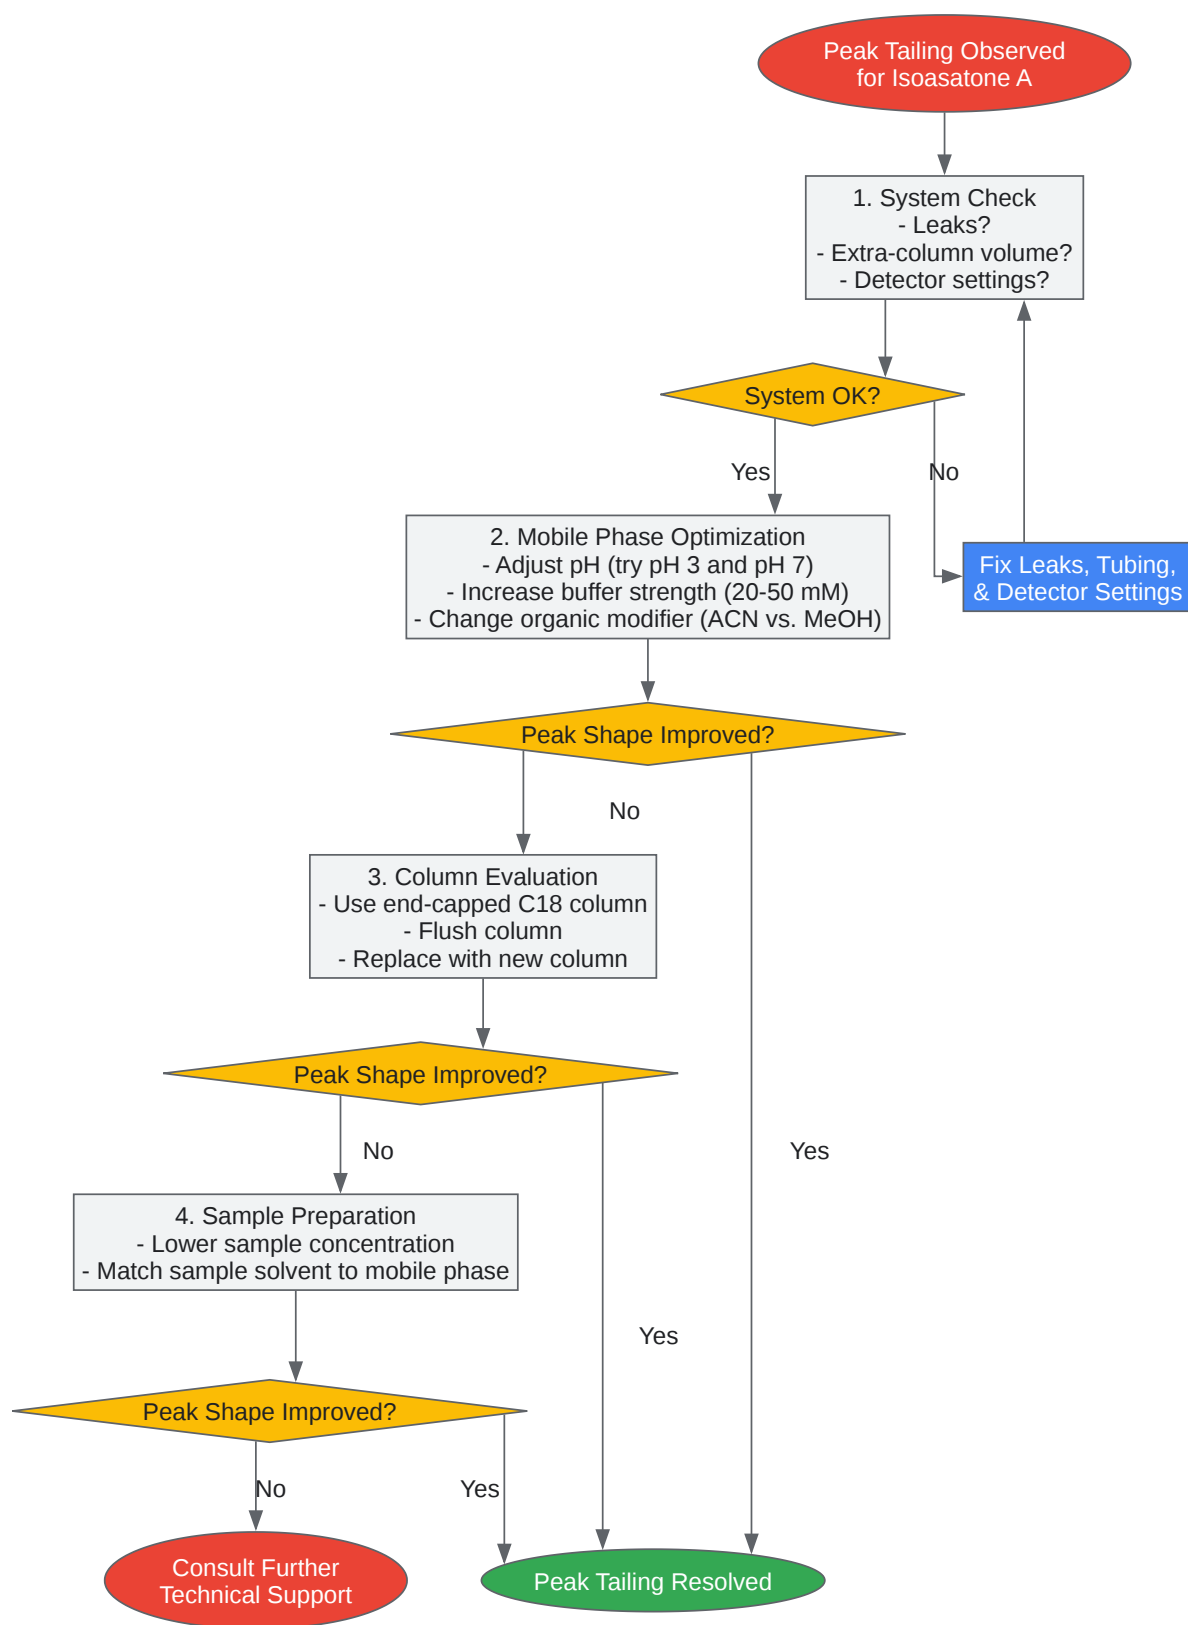 Peak Tailing Observed
for Isoasatone A
1. System Check
- Leaks?
- Extra-column volume?
- Detector settings?
System OK?
Yes
No
2. Mobile Phase Optimization
- Adjust pH (try pH 3 and pH 7)
- Increase buffer strength (20-50 mM)
- Change organic modifier (ACN vs. MeOH)
Fix Leaks, Tubing,
& Detector Settings
Peak Shape Improved?
No
3. Column Evaluation
- Use end-capped C18 column
- Flush column
- Replace with new column
Peak Shape Improved?
No
Yes
4. Sample Preparation
- Lower sample concentration
- Match sample solvent to mobile phase
Yes
Peak Shape Improved?
No
Yes
Consult Further
Technical Support
Peak Tailing Resolved